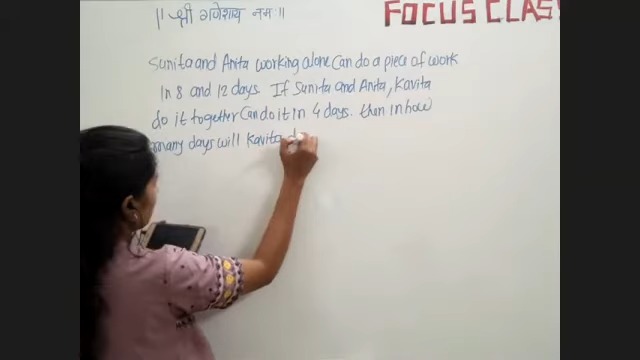 ॥ श्री गणेशाय नमः॥
FOCUS CLAS
Sunita and Anita working alone Can do a piece of work
In 8 and 12 days. If Sunita and Anita, Kavita
do it together Can do it In 4 days. then in how
many days will Kavita